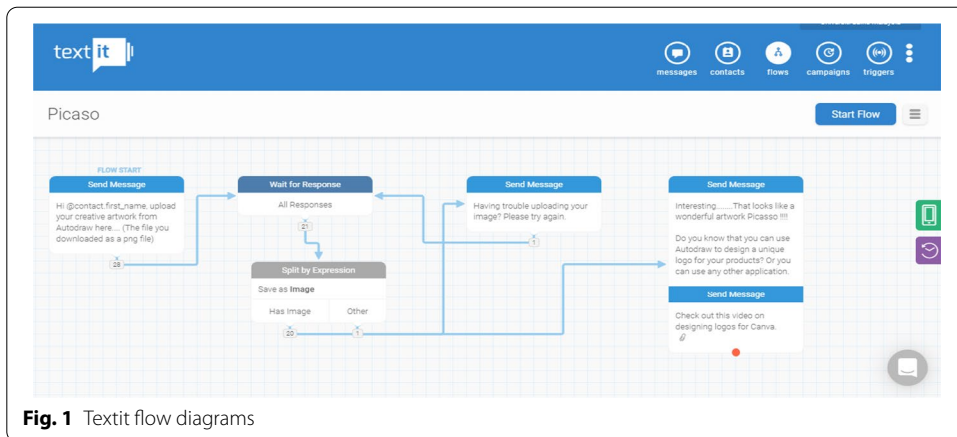 text it
messages
contacts
flows
campaigns
triggers
Picaso
Start Flow
FLOW START
Send Message
Hi @contact.first_name, upload
your creative artwork from
Autodraw here.... (The file you
downloaded as a png file)
28
Wait for Response
All Responses
21
Split by Expression
Save as Image
Has Image
Other
20
1
Send Message
Having trouble uploading your
image? Please try again.
1
Send Message
Interesting........That looks like a
wonderful artwork Picasso !!!!
Do you know that you can use
Autodraw to design a unique
logo for your products? Or you
can use any other application.
Send Message
Check out this video on
designing logos for Canva.
Fig. 1 Textit flow diagrams